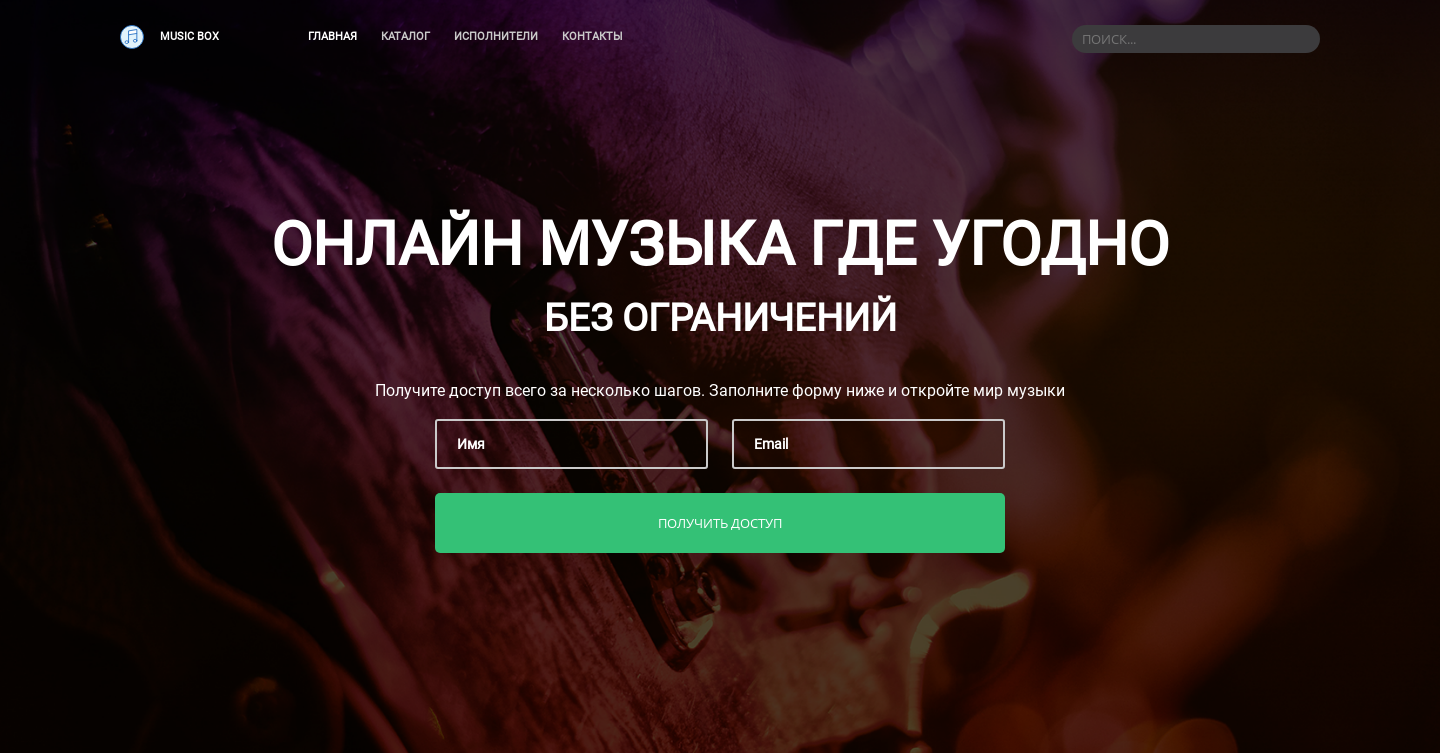 MUSIC BOX ГЛАВНАЯ КАТАЛОГ ИСПОЛНИТЕЛИ КОНТАКТЫ ПОИСК...
ОНЛАЙН МУЗЫКА ГДЕ УГОДНО
БЕЗ ОГРАНИЧЕНИЙ
Получите доступ всего за несколько шагов. Заполните форму ниже и откройте мир музыки
Имя Email
ПОЛУЧИТЬ ДОСТУП